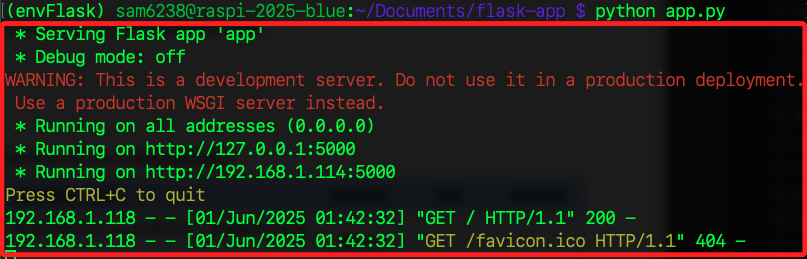 (envFlask) sam6238@raspi-2025-blue:~/Documents/flask-app $ python app.py
 * Serving Flask app 'app'
 * Debug mode: off
WARNING: This is a development server. Do not use it in a production deployment.
 Use a production WSGI server instead.
 * Running on all addresses (0.0.0.0)
 * Running on http://127.0.0.1:5000
 * Running on http://192.168.1.114:5000
Press CTRL+C to quit
192.168.1.118 - - [01/Jun/2025 01:42:32] "GET / HTTP/1.1" 200 -
192.168.1.118 - - [01/Jun/2025 01:42:32] "GET /favicon.ico HTTP/1.1" 404 -